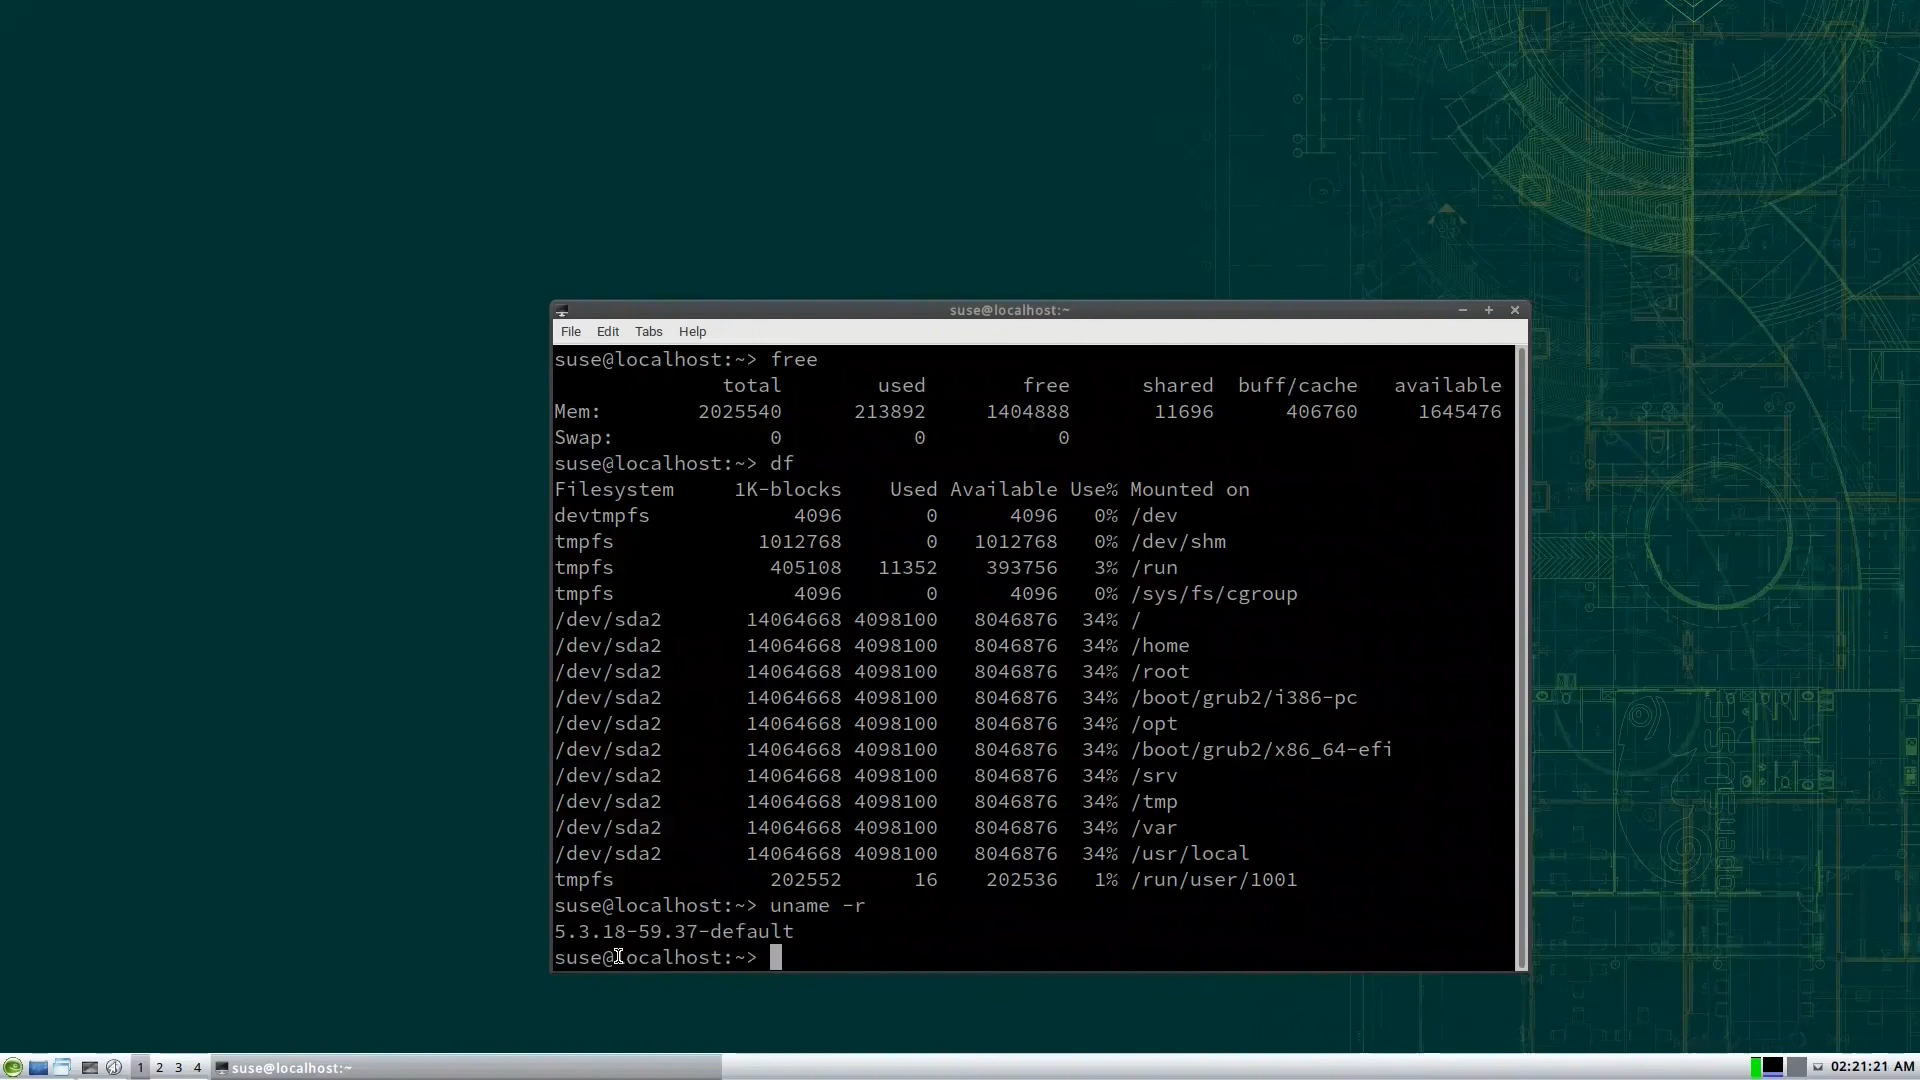 suse@localhost:~
File Edit Tabs Help
suse@localhost:~> free
              total        used        free      shared  buff/cache   available
Mem:        2025540      213892     1404888       11696      406760     1645476
Swap:             0           0           0
suse@localhost:~> df
Filesystem     1K-blocks    Used Available Use% Mounted on
devtmpfs            4096       0      4096   0% /dev
tmpfs            1012768       0   1012768   0% /dev/shm
tmpfs             405108   11352    393756   3% /run
tmpfs               4096       0      4096   0% /sys/fs/cgroup
/dev/sda2       14064668 4098100   8046876  34% /
/dev/sda2       14064668 4098100   8046876  34% /home
/dev/sda2       14064668 4098100   8046876  34% /root
/dev/sda2       14064668 4098100   8046876  34% /boot/grub2/i386-pc
/dev/sda2       14064668 4098100   8046876  34% /opt
/dev/sda2       14064668 4098100   8046876  34% /boot/grub2/x86_64-efi
/dev/sda2       14064668 4098100   8046876  34% /srv
/dev/sda2       14064668 4098100   8046876  34% /tmp
/dev/sda2       14064668 4098100   8046876  34% /var
/dev/sda2       14064668 4098100   8046876  34% /usr/local
tmpfs             202552      16    202536   1% /run/user/1001
suse@localhost:~> uname -r
5.3.18-59.37-default
suse@localhost:~>
openSUSE
1 2 3 4 suse@localhost:~ 02:21:21 AM